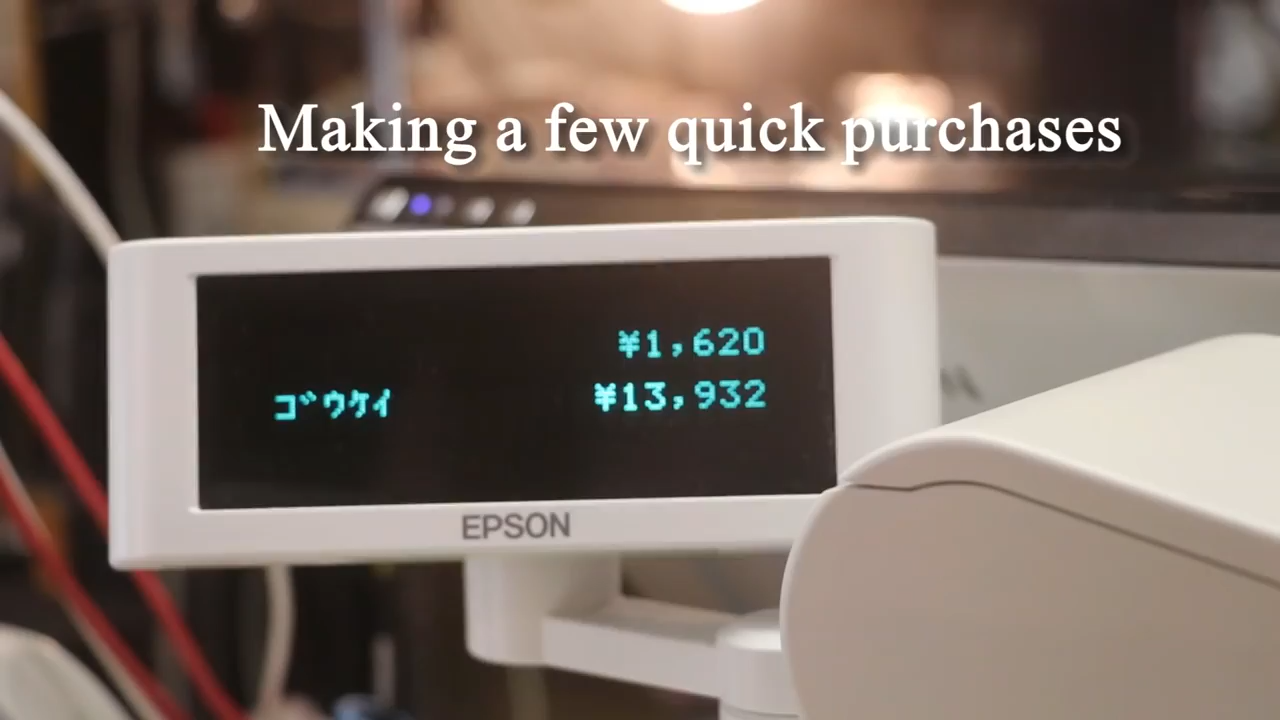 Making a few quick purchases
¥1,620
ゴウケイ ¥13,932
EPSON